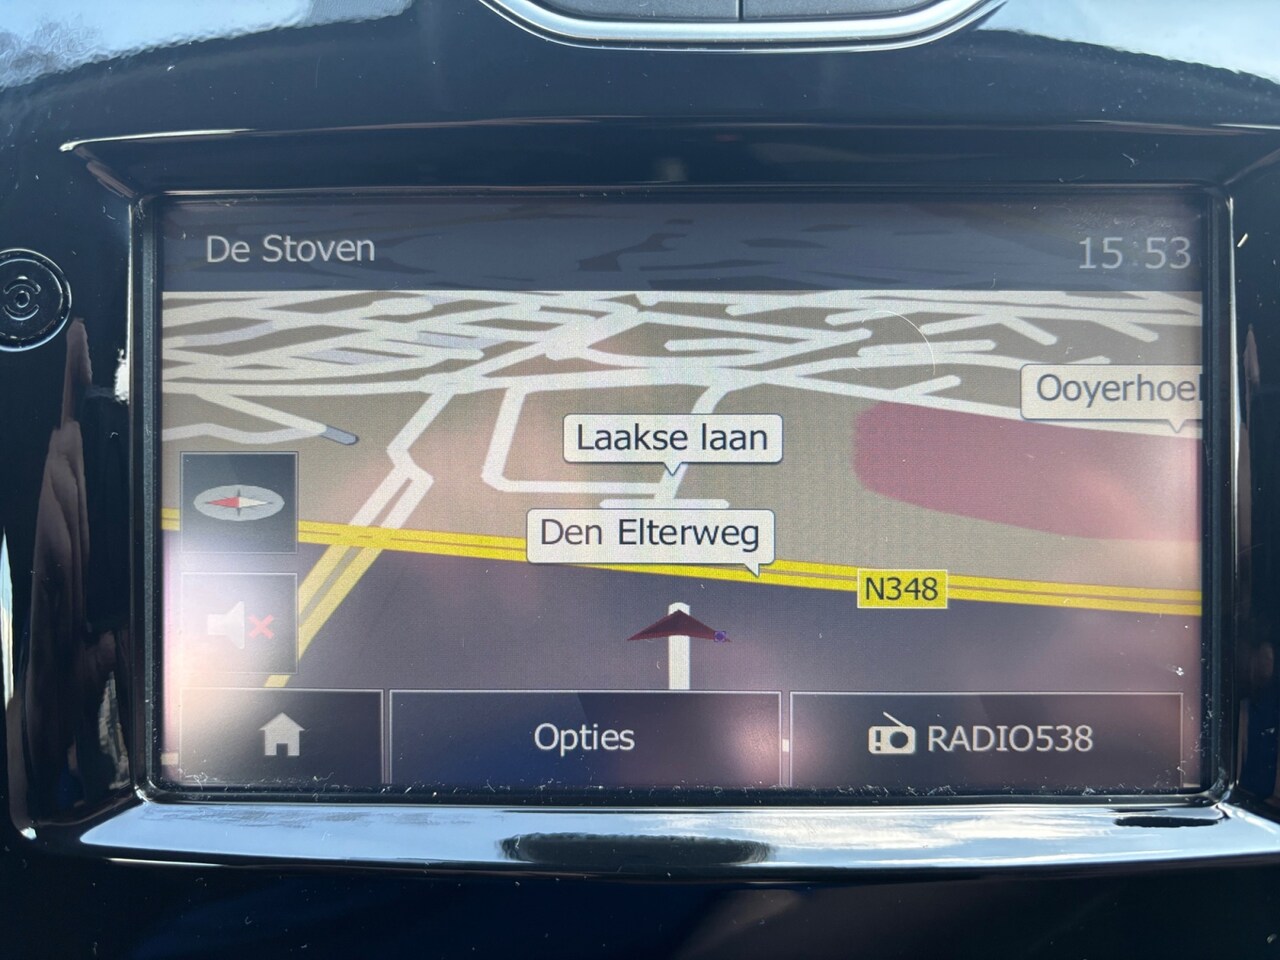 De Stoven
15:53
Ooyerhoe
Laakse laan
Den Elterweg
N348
Opties
RADIO538